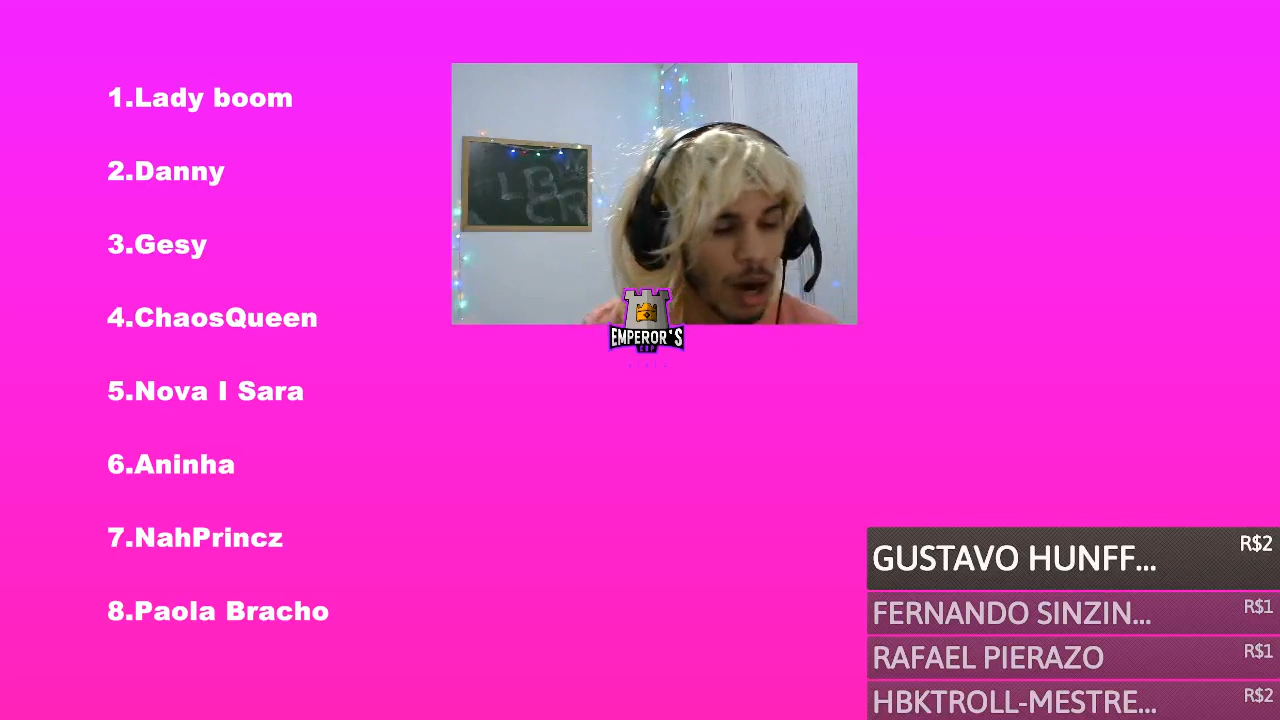 1.Lady boom
2.Danny
3.Gesy
4.ChaosQueen
5.Nova I Sara
6.Aninha
7.NahPrincz
8.Paola Bracho
EMPEROR'S
CUP
GUSTAVO HUNFF... R$2
FERNANDO SINZIN... R$1
RAFAEL PIERAZO R$1
HBKTROLL-MESTRE... R$2